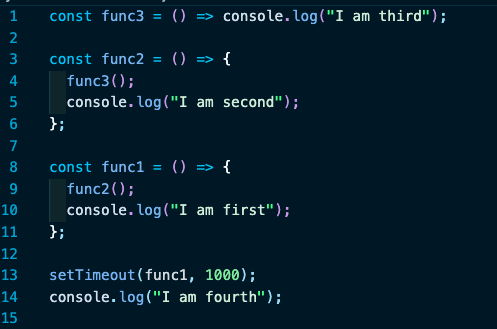 1 const func3 = () => console.log("I am third");
2
3 const func2 = () => {
4   func3();
5   console.log("I am second");
6 };
7
8 const func1 = () => {
9   func2();
10   console.log("I am first");
11 };
12
13 setTimeout(func1, 1000);
14 console.log("I am fourth");
15